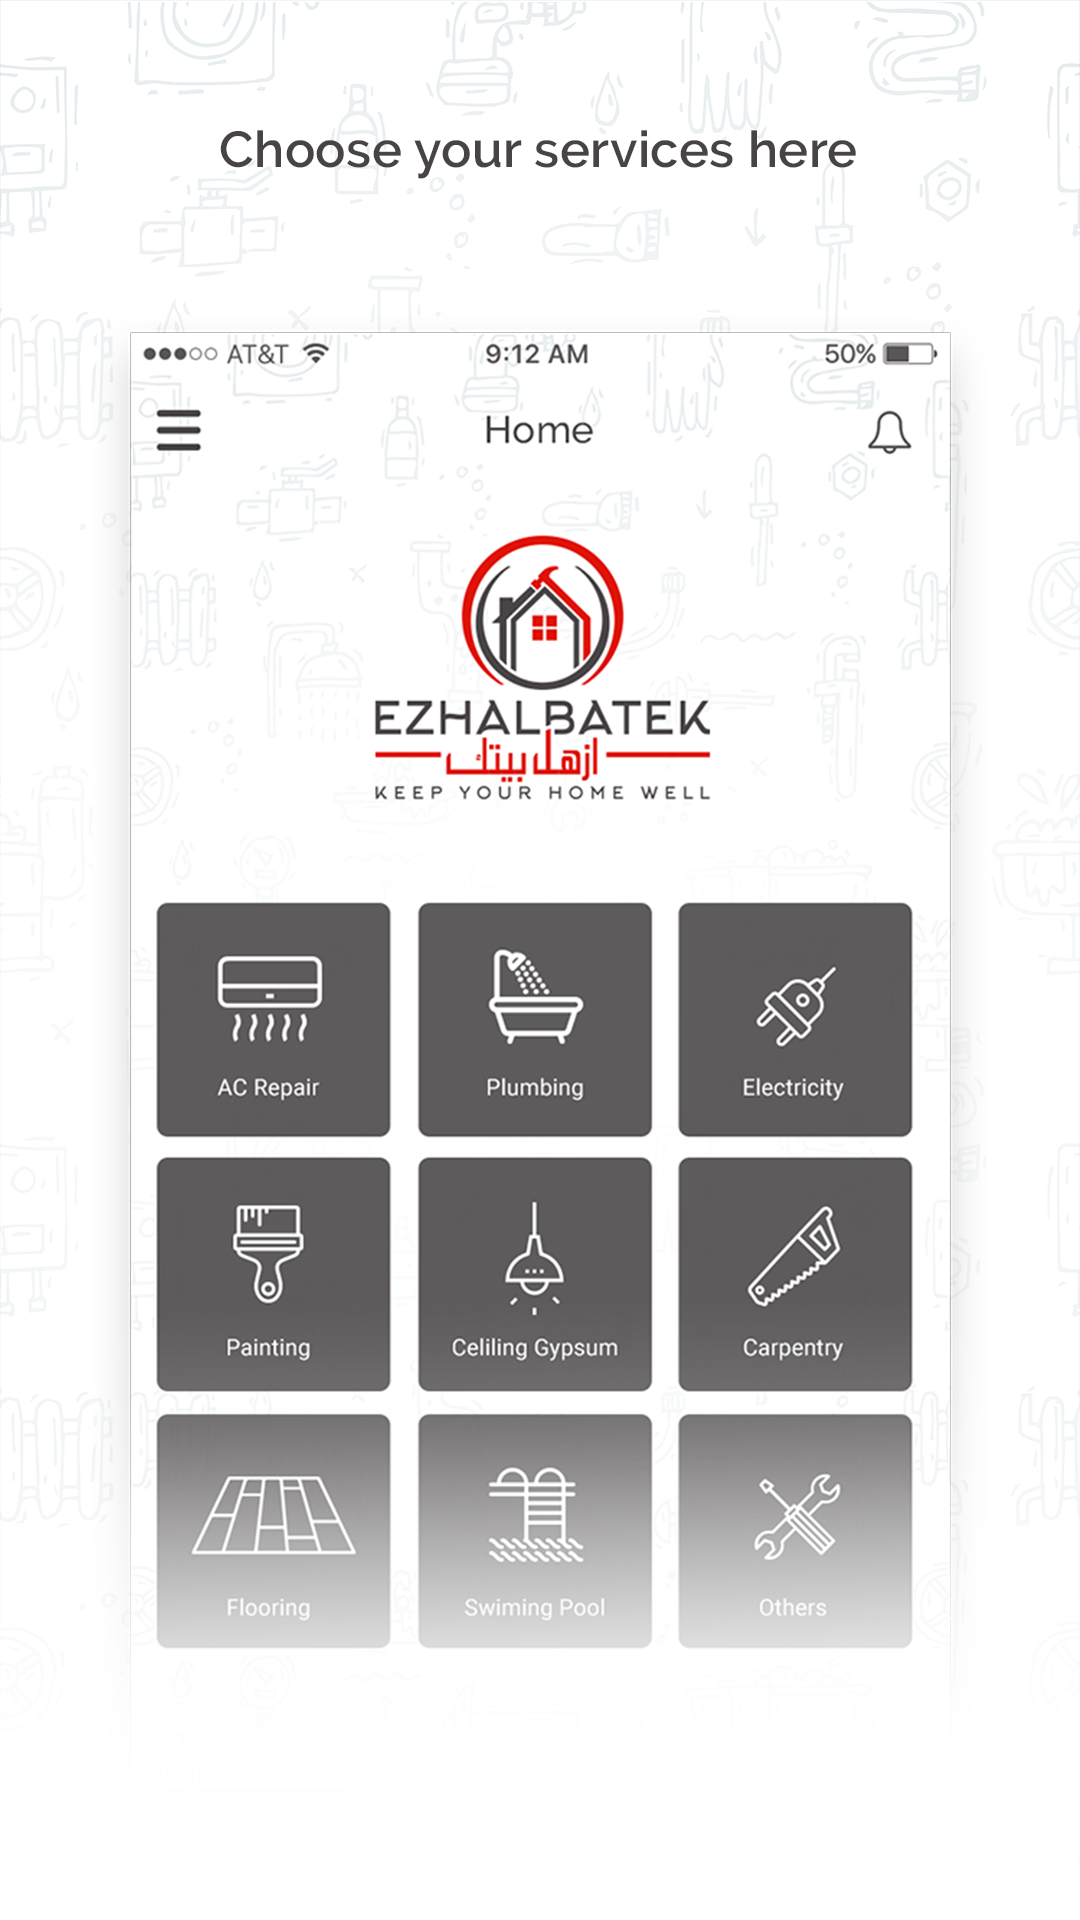 Choose your services here
AT&T 9:12 AM 50%
Home
EZHALBATEK
ازهل بيتك
KEEP YOUR HOME WELL
AC Repair Plumbing Electricity
Painting Celiling Gypsum Carpentry
Flooring Swiming Pool Others